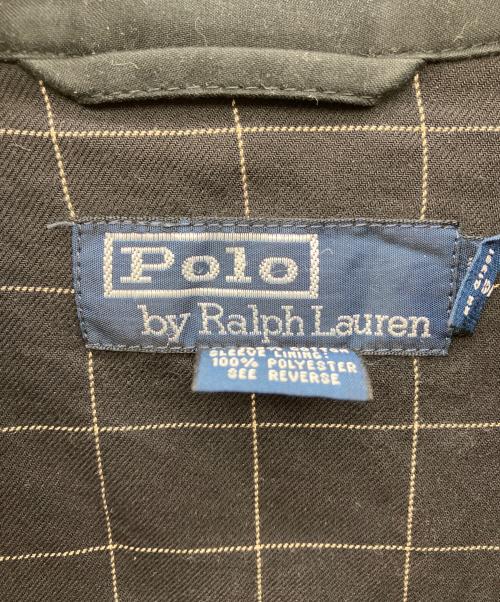 Polo
by Ralph Lauren
SLEEVE LINING:
100% POLYESTER
SEE REVERSE